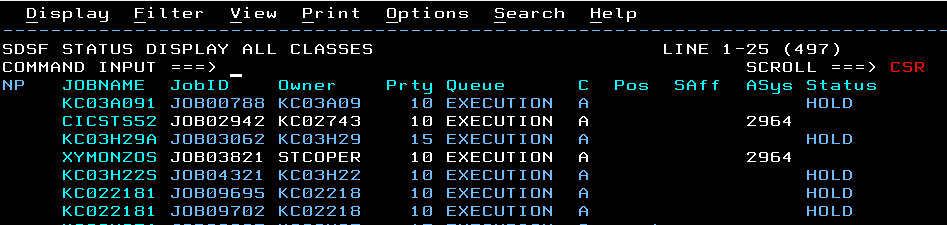 Display Filter View Print Options Search Help
SDSF STATUS DISPLAY ALL CLASSES LINE 1-25 (497)
COMMAND INPUT ===> _ SCROLL ===> CSR
NP JOBNAME JobID Owner Prty Queue C Pos SAff ASys Status
KC03A091 JOB00788 KC03A09 10 EXECUTION A HOLD
CICSTS52 JOB02942 KC02743 10 EXECUTION A 2964
KC03H29A JOB03062 KC03H29 15 EXECUTION A HOLD
XYMONZOS JOB03821 STCOPER 10 EXECUTION A 2964
KC03H22S JOB04321 KC03H22 10 EXECUTION A HOLD
KC022181 JOB09695 KC02218 10 EXECUTION A HOLD
KC022181 JOB09702 KC02218 10 EXECUTION A HOLD